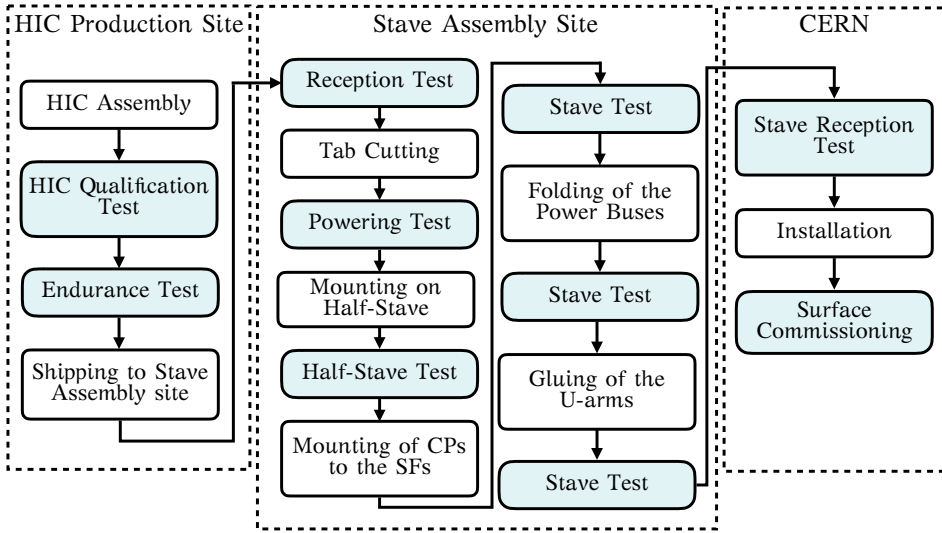 HIC Production Site
HIC Assembly
HIC Qualification
Test
Endurance Test
Shipping to Stave
Assembly site
Stave Assembly Site
Reception Test
Tab Cutting
Powering Test
Mounting on
Half-Stave
Half-Stave Test
Mounting of CPs
to the SFs
Stave Test
Folding of the
Power Buses
Stave Test
Gluing of the
U-arms
Stave Test
CERN
Stave Reception
Test
Installation
Surface
Commissioning